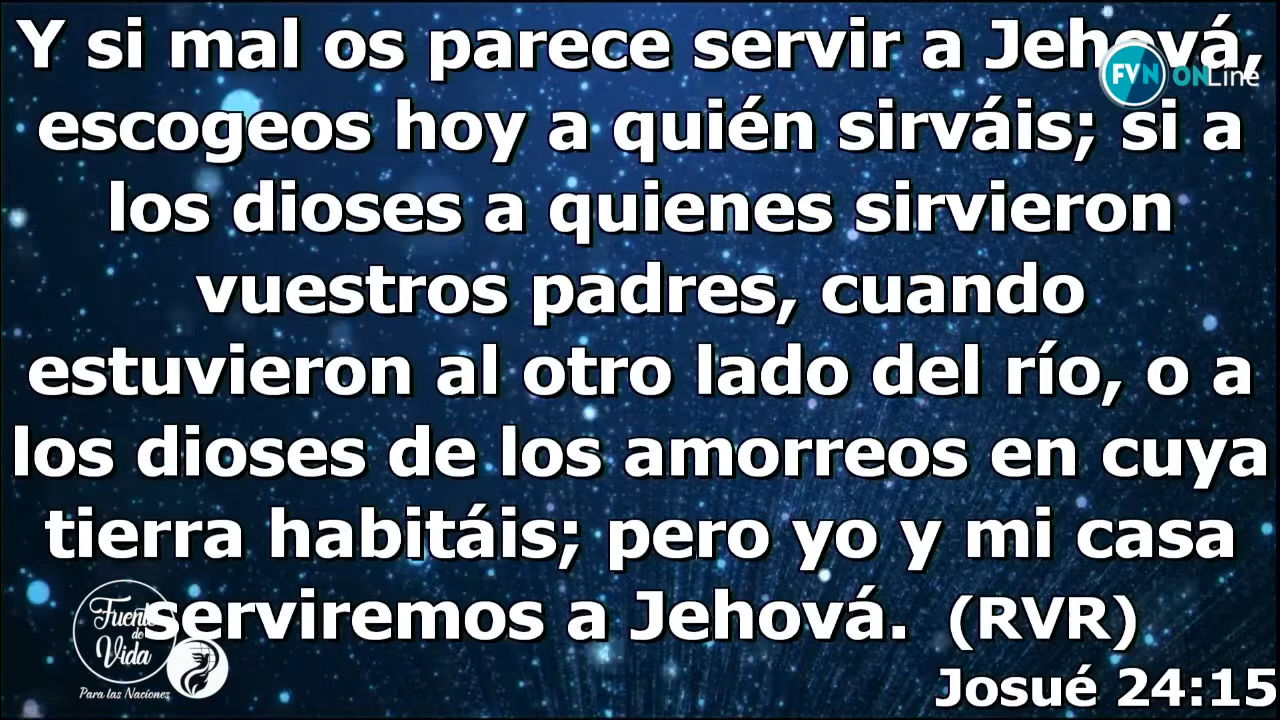 Y si mal os parece servir a Jehová,
FVN ONLine
escogeos hoy a quién sirváis; si a
los dioses a quienes sirvieron
vuestros padres, cuando
estuvieron al otro lado del río, o a
los dioses de los amorreos en cuya
tierra habitáis; pero yo y mi casa
serviremos a Jehová. (RVR)
Fuente
de
Vida
Para las Naciones
Josué 24:15